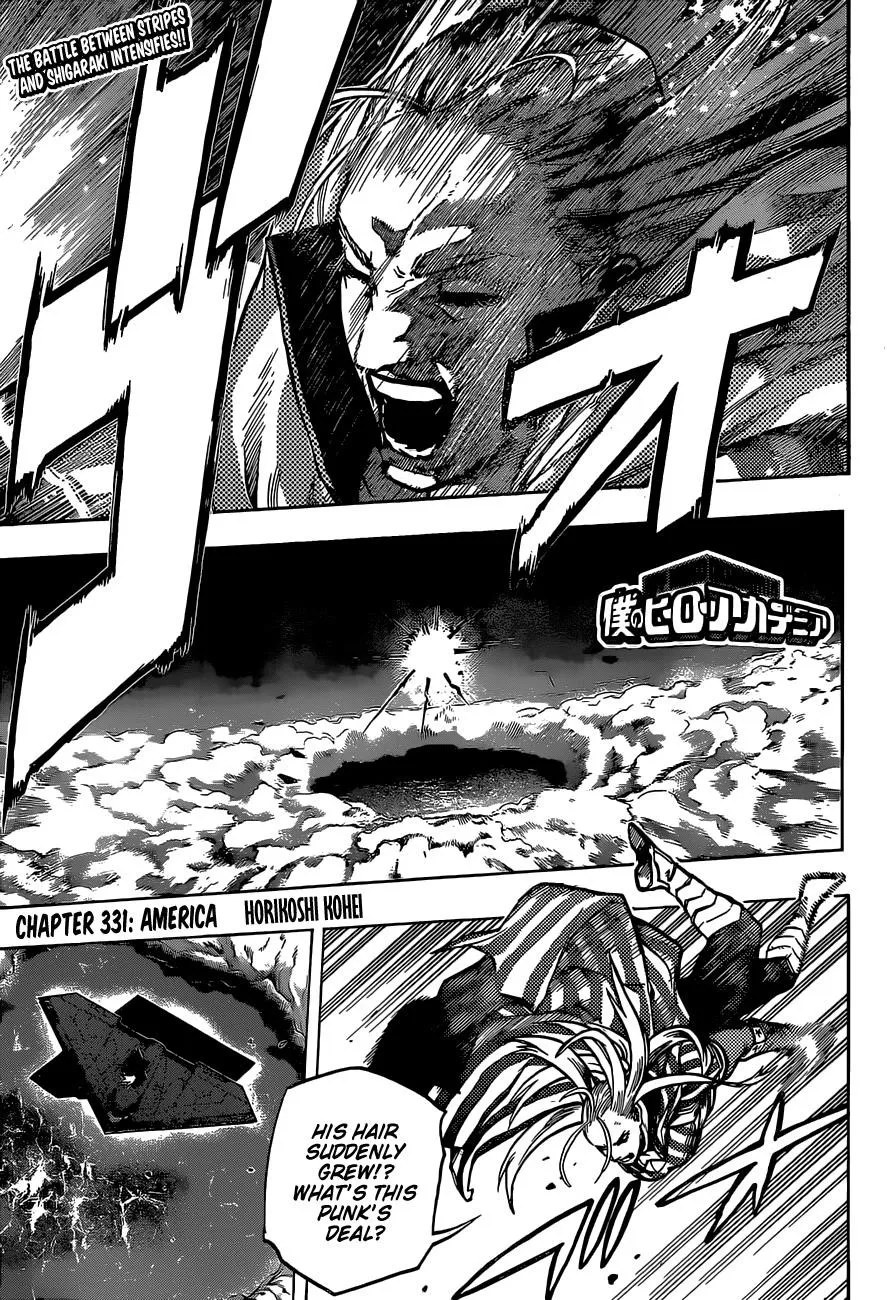 THE BATTLE BETWEEN STRIPES
AND SHIGARAKI INTENSIFIES!!
オ
僕のヒーローアカデミア
CHAPTER 331: AMERICA HORIKOSHI KOHEI
HIS HAIR
SUDDENLY
GREW!?
WHAT'S THIS
PUNK'S
DEAL?